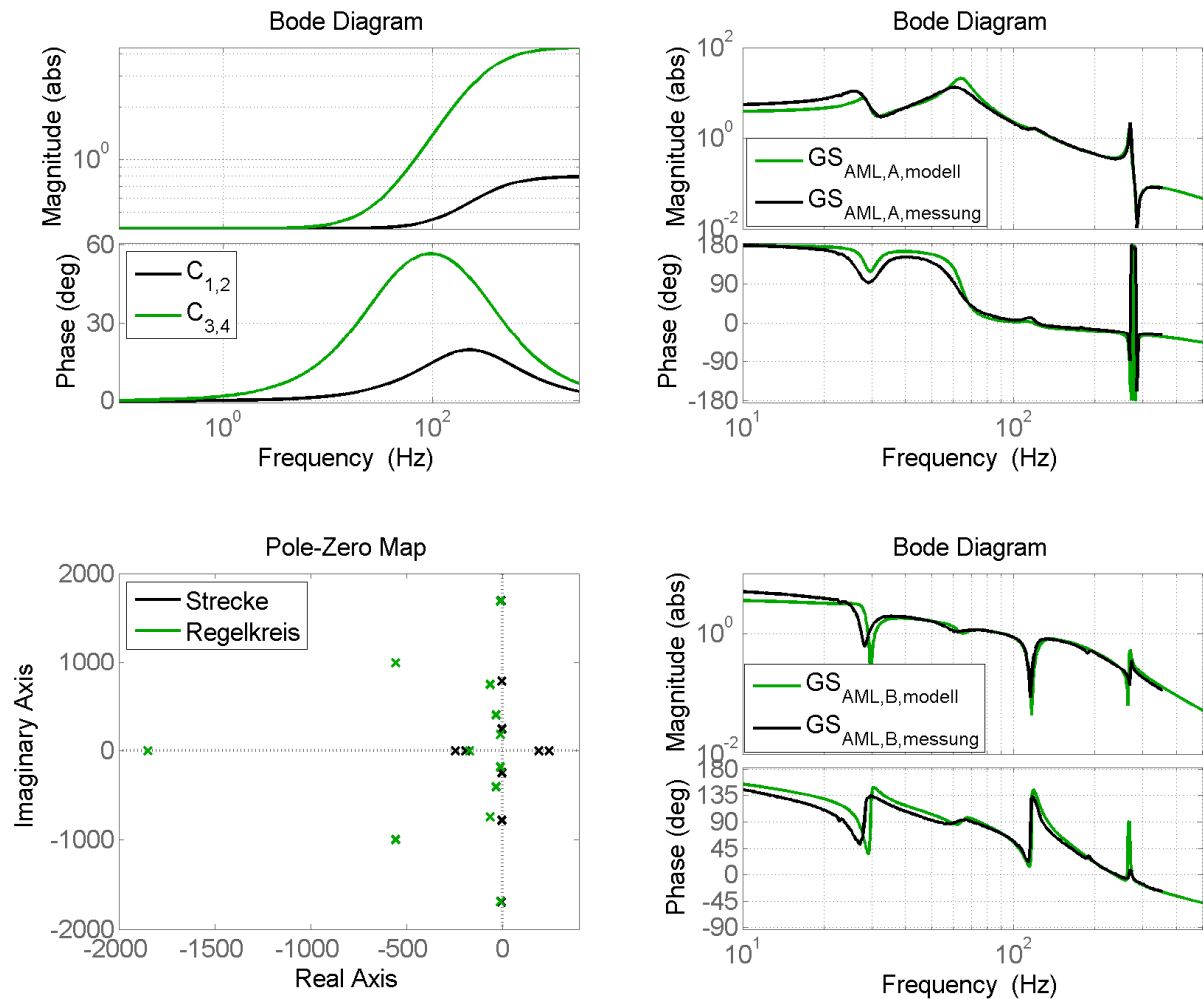 Bode Diagram
Magnitude (abs)
10^0
Phase (deg)
60
30
0
C_1,2
C_3,4
10^0
10^2
Frequency (Hz)
Bode Diagram
Magnitude (abs)
10^2
10^0
10^-2
GS_AML,A,modell
GS_AML,A,messung
Phase (deg)
180
90
0
-90
-180
10^1
10^2
Frequency (Hz)
Pole-Zero Map
Imaginary Axis
2000
1000
0
-1000
-2000
Strecke
Regelkreis
-2000
-1500
-1000
-500
0
Real Axis
Bode Diagram
Magnitude (abs)
10^0
10^-2
GS_AML,B,modell
GS_AML,B,messung
Phase (deg)
180
135
90
45
0
-45
-90
10^1
10^2
Frequency (Hz)